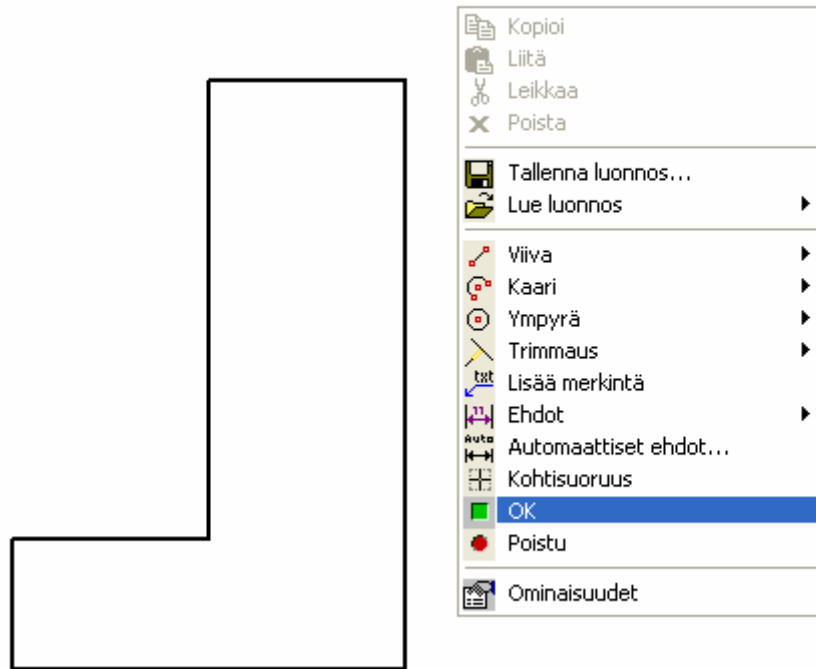 Kopioi
Liitä
Leikkaa
Poista
Tallenna luonnos...
Lue luonnos
Viiva
Kaari
Ympyrä
Trimmaus
txt Lisää merkintä
11 Ehdot
Auto Automaattiset ehdot...
Kohtisuoruus
OK
Poistu
Ominaisuudet